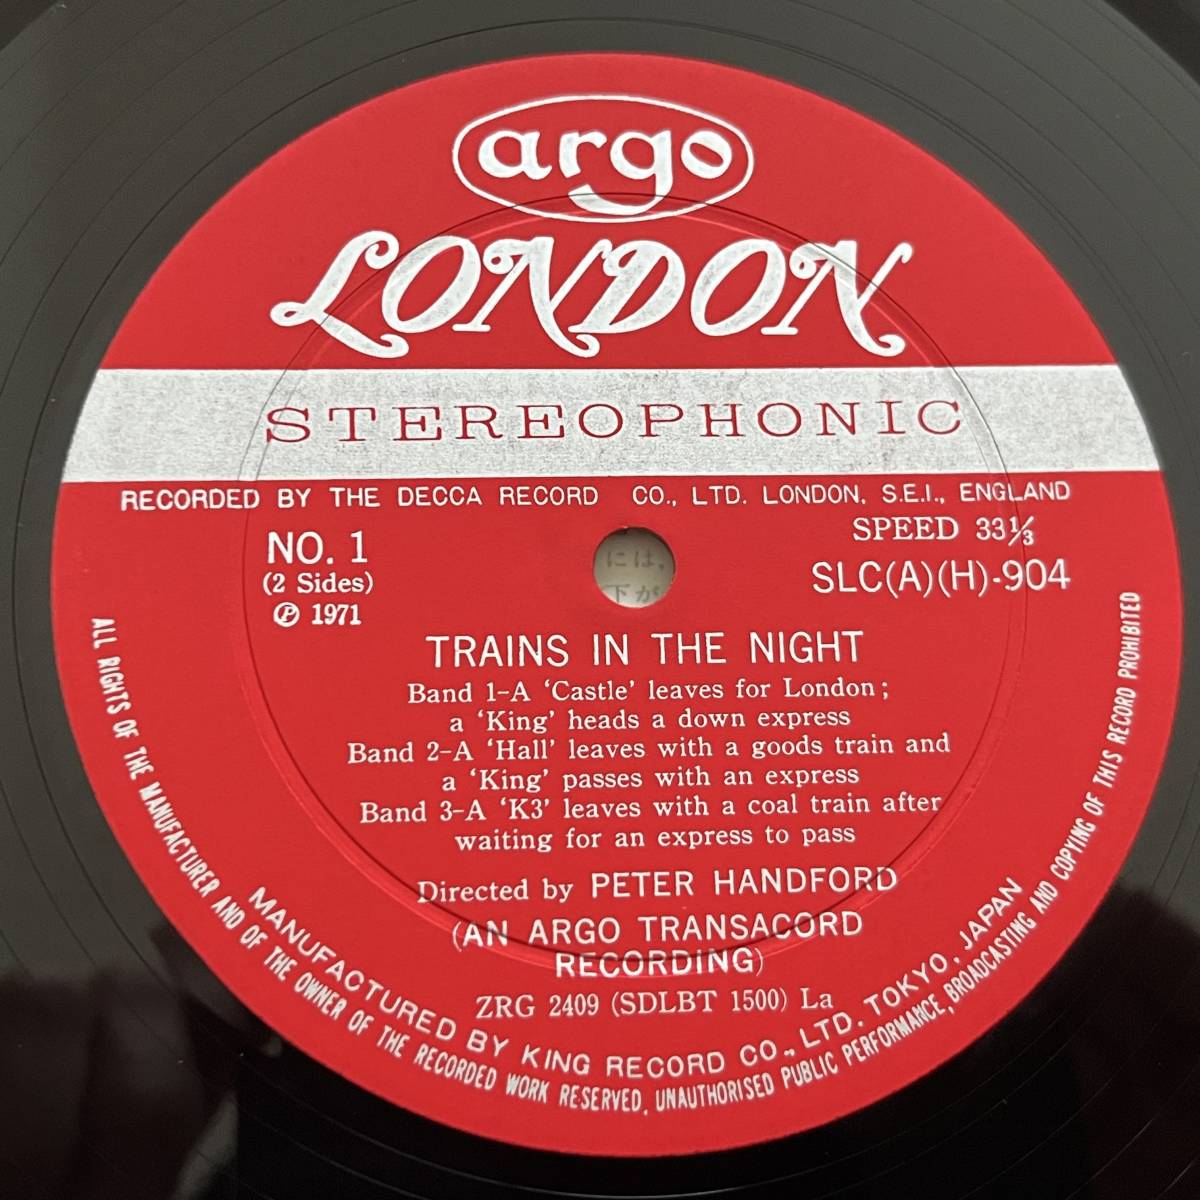 argo
LONDON
STEREOPHONIC
RECORDED BY THE DECCA RECORD CO., LTD. LONDON, S.E.I., ENGLAND
NO. 1
(2 Sides)
Ⓟ 1971
SPEED 33⅓
SLC(A)(H)-904
には、
下が
TRAINS IN THE NIGHT
Band 1-A ‘Castle’ leaves for London;
a ‘King’ heads a down express
Band 2-A ‘Hall’ leaves with a goods train and
a ‘King’ passes with an express
Band 3-A ‘K3’ leaves with a coal train after
waiting for an express to pass
Directed by PETER HANDFORD
(AN ARGO TRANSACORD
RECORDING)
ZRG 2409 (SDLBT 1500) La
MANUFACTURED BY KING RECORD CO., LTD. TOKYO, JAPAN
ALL RIGHTS OF THE MANUFACTURER AND OF THE OWNER OF THE RECORDED WORK RESERVED. UNAUTHORISED PUBLIC PERFORMANCE, BROADCASTING AND COPYING OF THIS RECORD PROHIBITED